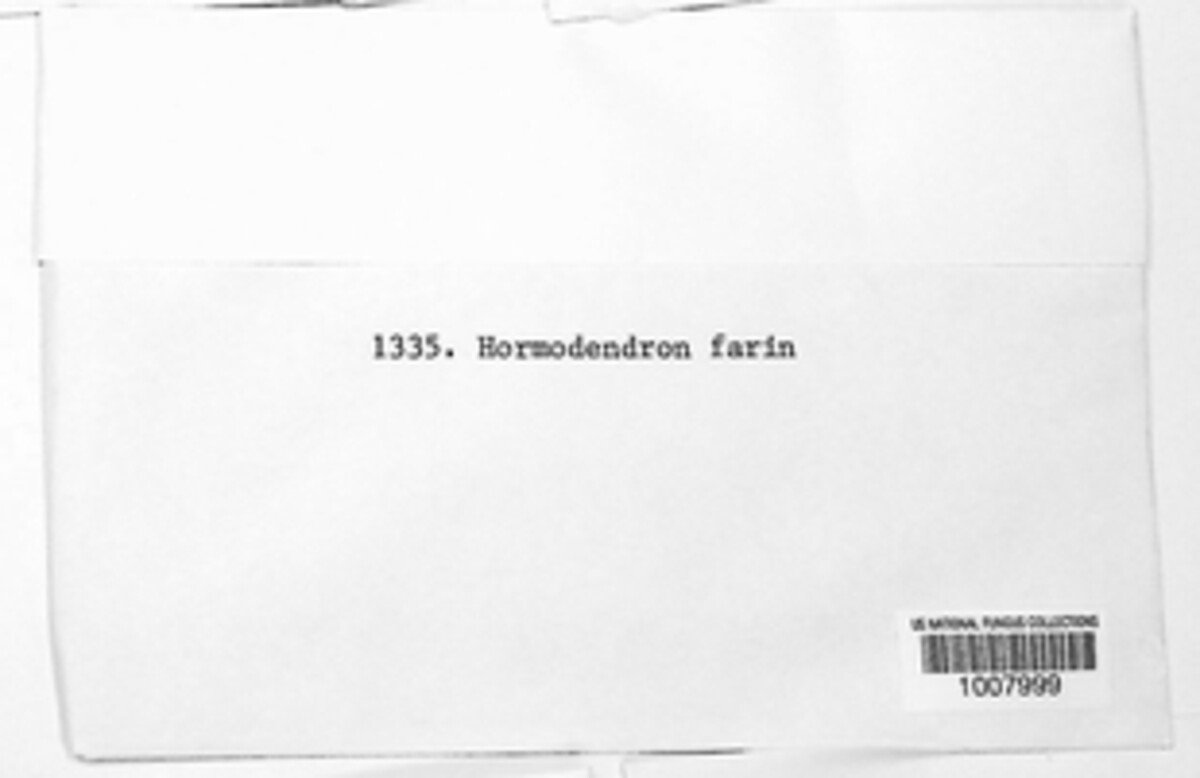 1335. Hormodendron farin
US NATIONAL FUNGUS COLLECTIONS
1007999